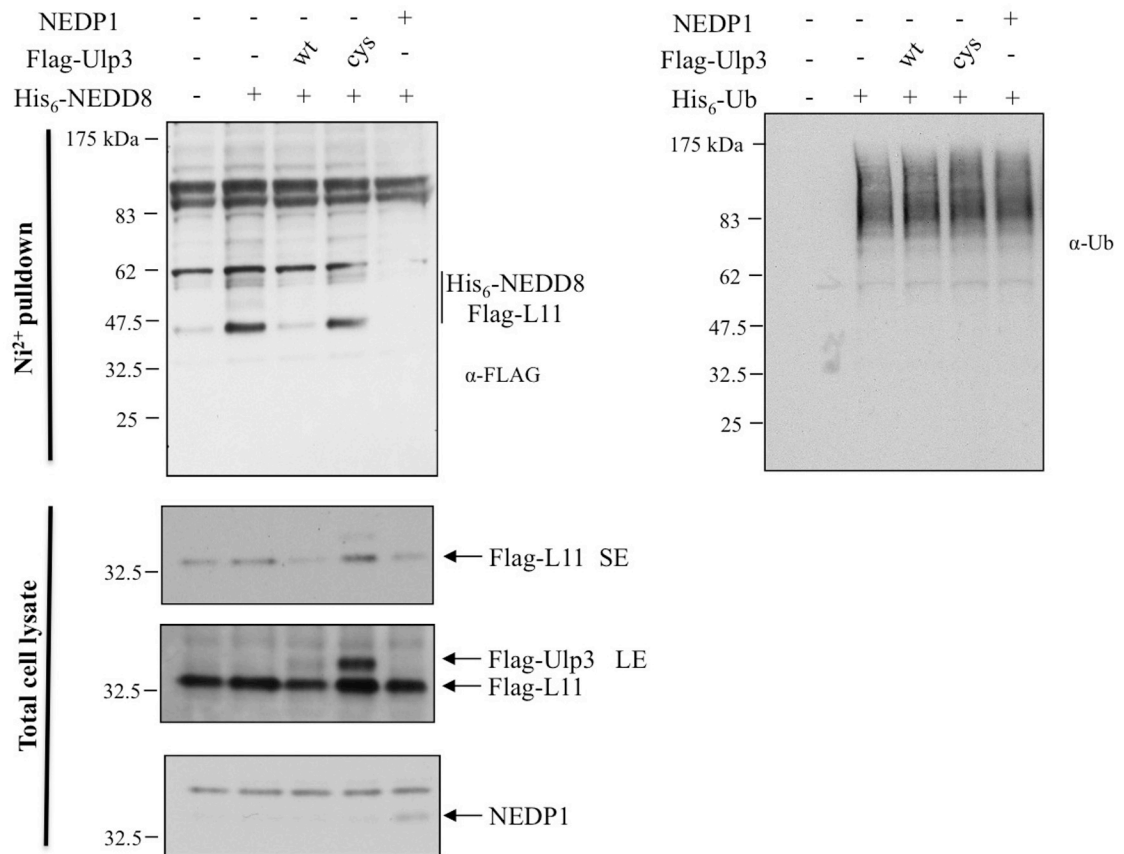 NEDP1 - - - - +
Flag-Ulp3 - - wt cys -
His6-NEDD8 - + + + +
175 kDa
83
62
47.5
32.5
25
Ni2+ pulldown
His6-NEDD8
Flag-L11
α-FLAG
NEDP1 - - - - +
Flag-Ulp3 - - wt cys -
His6-Ub - + + + +
175 kDa
83
62
47.5
32.5
25
α-Ub
Total cell lysate
32.5
Flag-L11 SE
32.5
Flag-Ulp3 LE
Flag-L11
32.5
NEDP1